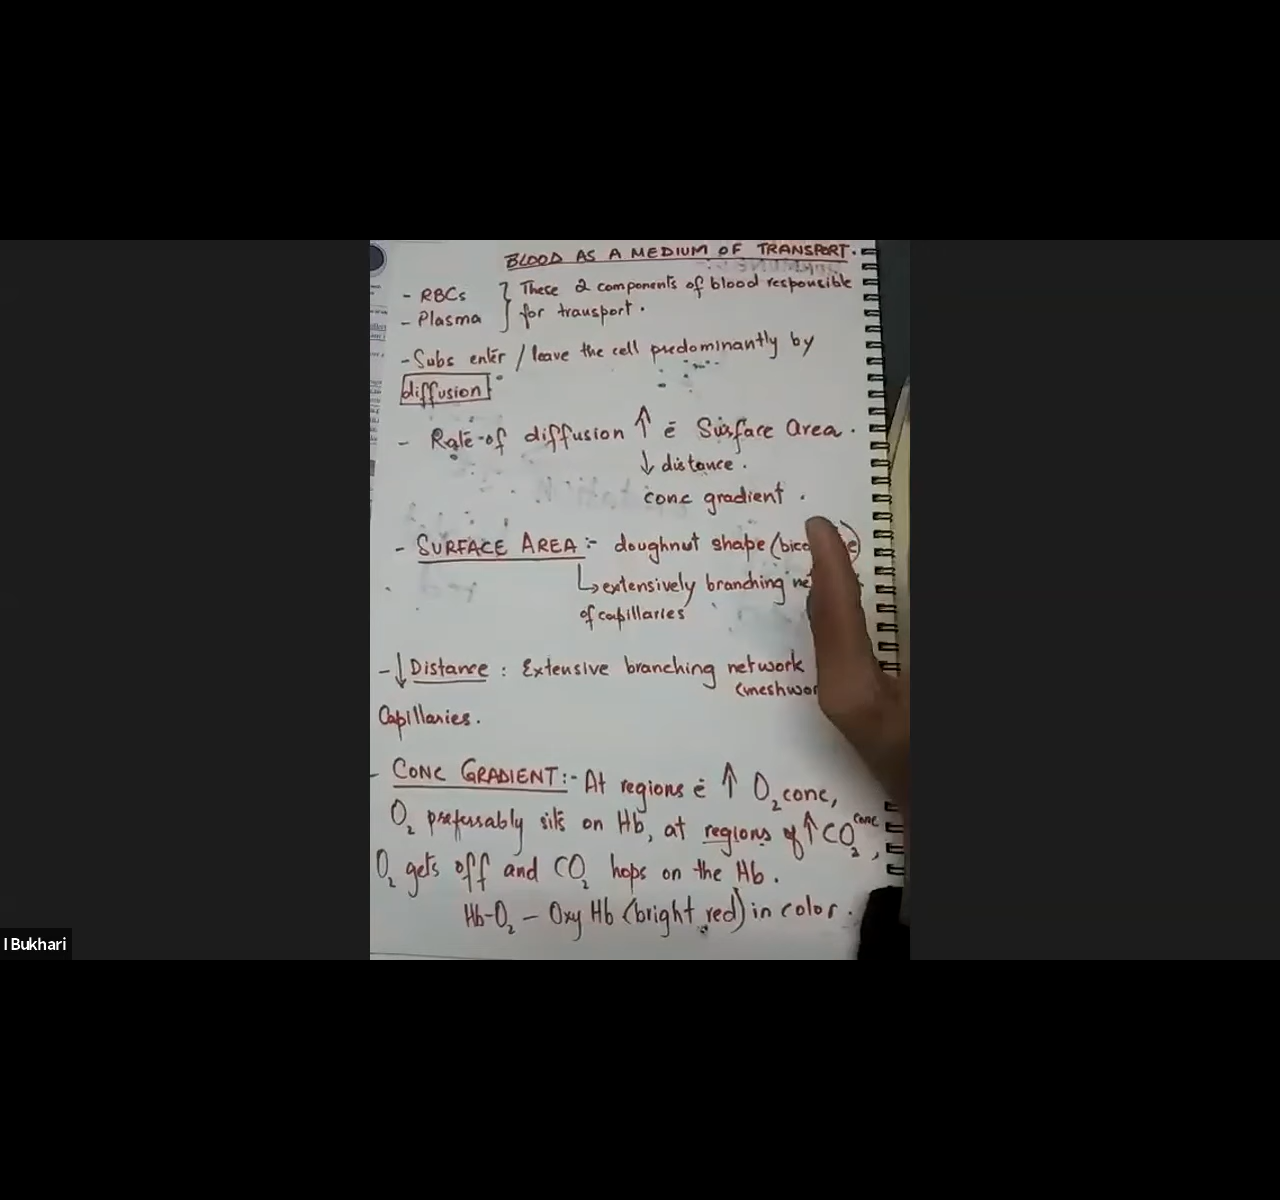 BLOOD AS A MEDIUM OF TRANSPORT.
- RBCs } These 2 components of blood responsible
- Plasma } for transport.
- Subs enter / leave the cell predominantly by
diffusion.
- Rate of diffusion ↑ ē Surface Area.
↓ distance.
conc gradient.
- SURFACE AREA :- doughnut shape (
↳ extensively branching
of capillaries
- ↓ Distance : Extensive branching network
Capillaries.
- CONC GRADIENT :- At regions ē ↑ O₂ conc,
O₂ preferrably sits on Hb, at regions of ↑ CO₂ conc,
O₂ gets off and CO₂ hops on the Hb.
Hb-O₂ – Oxy Hb (bright red) in color.
I Bukhari